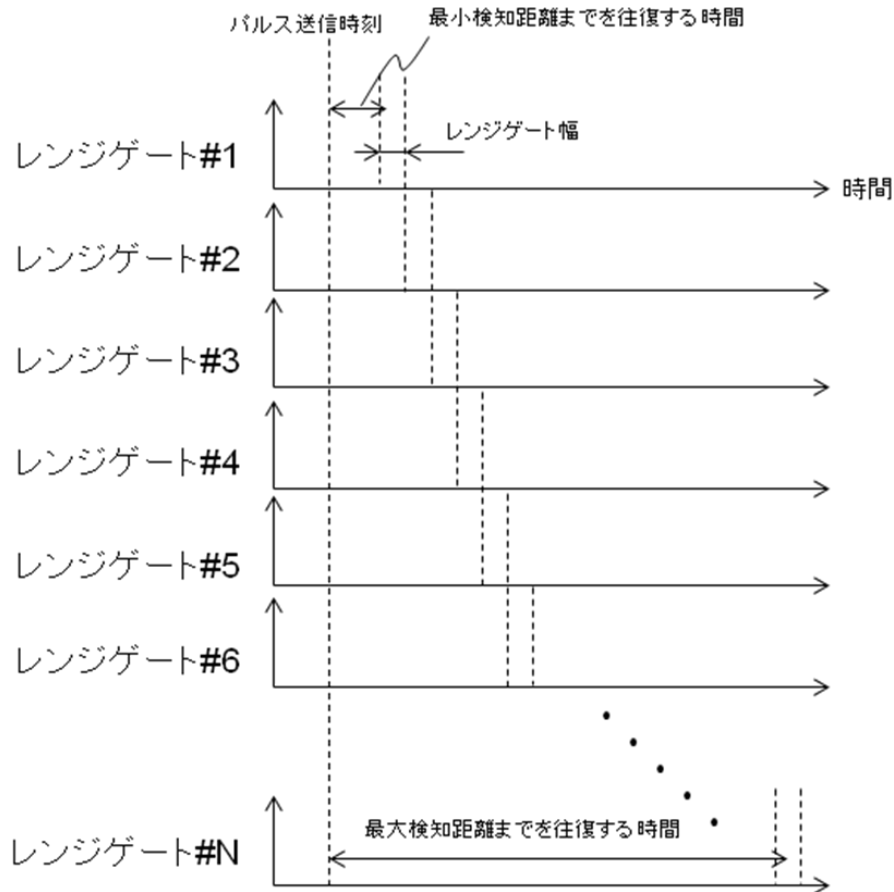 パルス送信時刻
最小検知距離までを往復する時間
レンジゲート幅
レンジゲート#1
時間
レンジゲート#2
レンジゲート#3
レンジゲート#4
レンジゲート#5
レンジゲート#6
最大検知距離までを往復する時間
レンジゲート#N